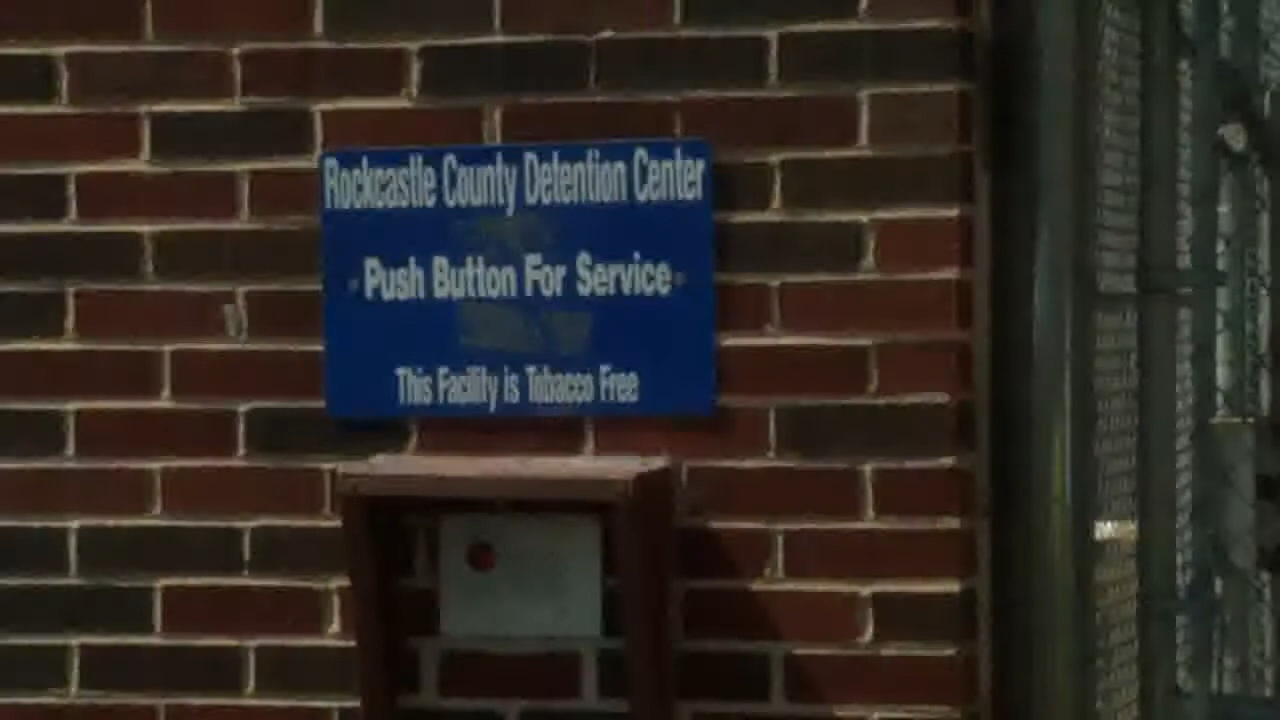 Rockcastle County Detention Center
Push Button For Service
This Facility is Tobacco Free